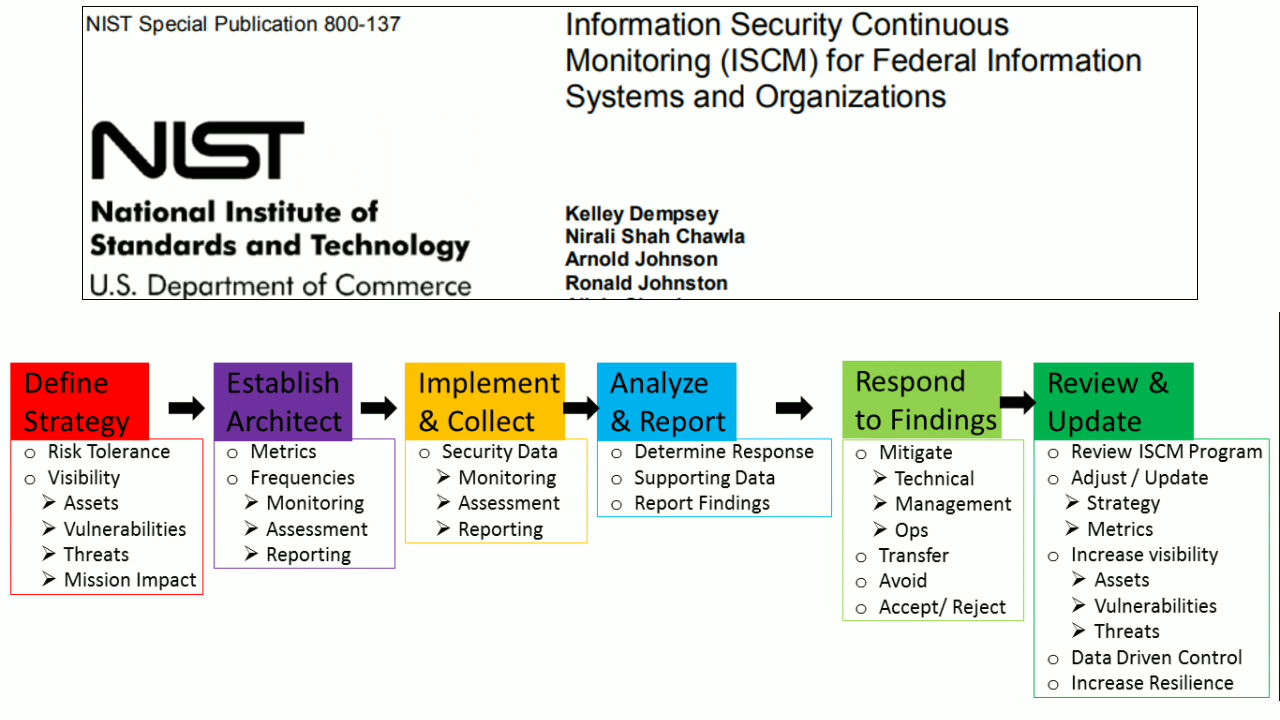 NIST Special Publication 800-137
Information Security Continuous
Monitoring (ISCM) for Federal Information
Systems and Organizations
NIST
National Institute of
Standards and Technology
U.S. Department of Commerce
Kelley Dempsey
Nirali Shah Chawla
Arnold Johnson
Ronald Johnston
Define
Strategy
o Risk Tolerance
o Visibility
➢ Assets
➢ Vulnerabilities
➢ Threats
➢ Mission Impact
Establish
Architect
o Metrics
o Frequencies
➢ Monitoring
➢ Assessment
➢ Reporting
Implement
& Collect
o Security Data
➢ Monitoring
➢ Assessment
➢ Reporting
Analyze
& Report
o Determine Response
o Supporting Data
o Report Findings
Respond
to Findings
o Mitigate
➢ Technical
➢ Management
➢ Ops
o Transfer
o Avoid
o Accept/ Reject
Review &
Update
o Review ISCM Program
o Adjust / Update
➢ Strategy
➢ Metrics
o Increase visibility
➢ Assets
➢ Vulnerabilities
➢ Threats
o Data Driven Control
o Increase Resilience